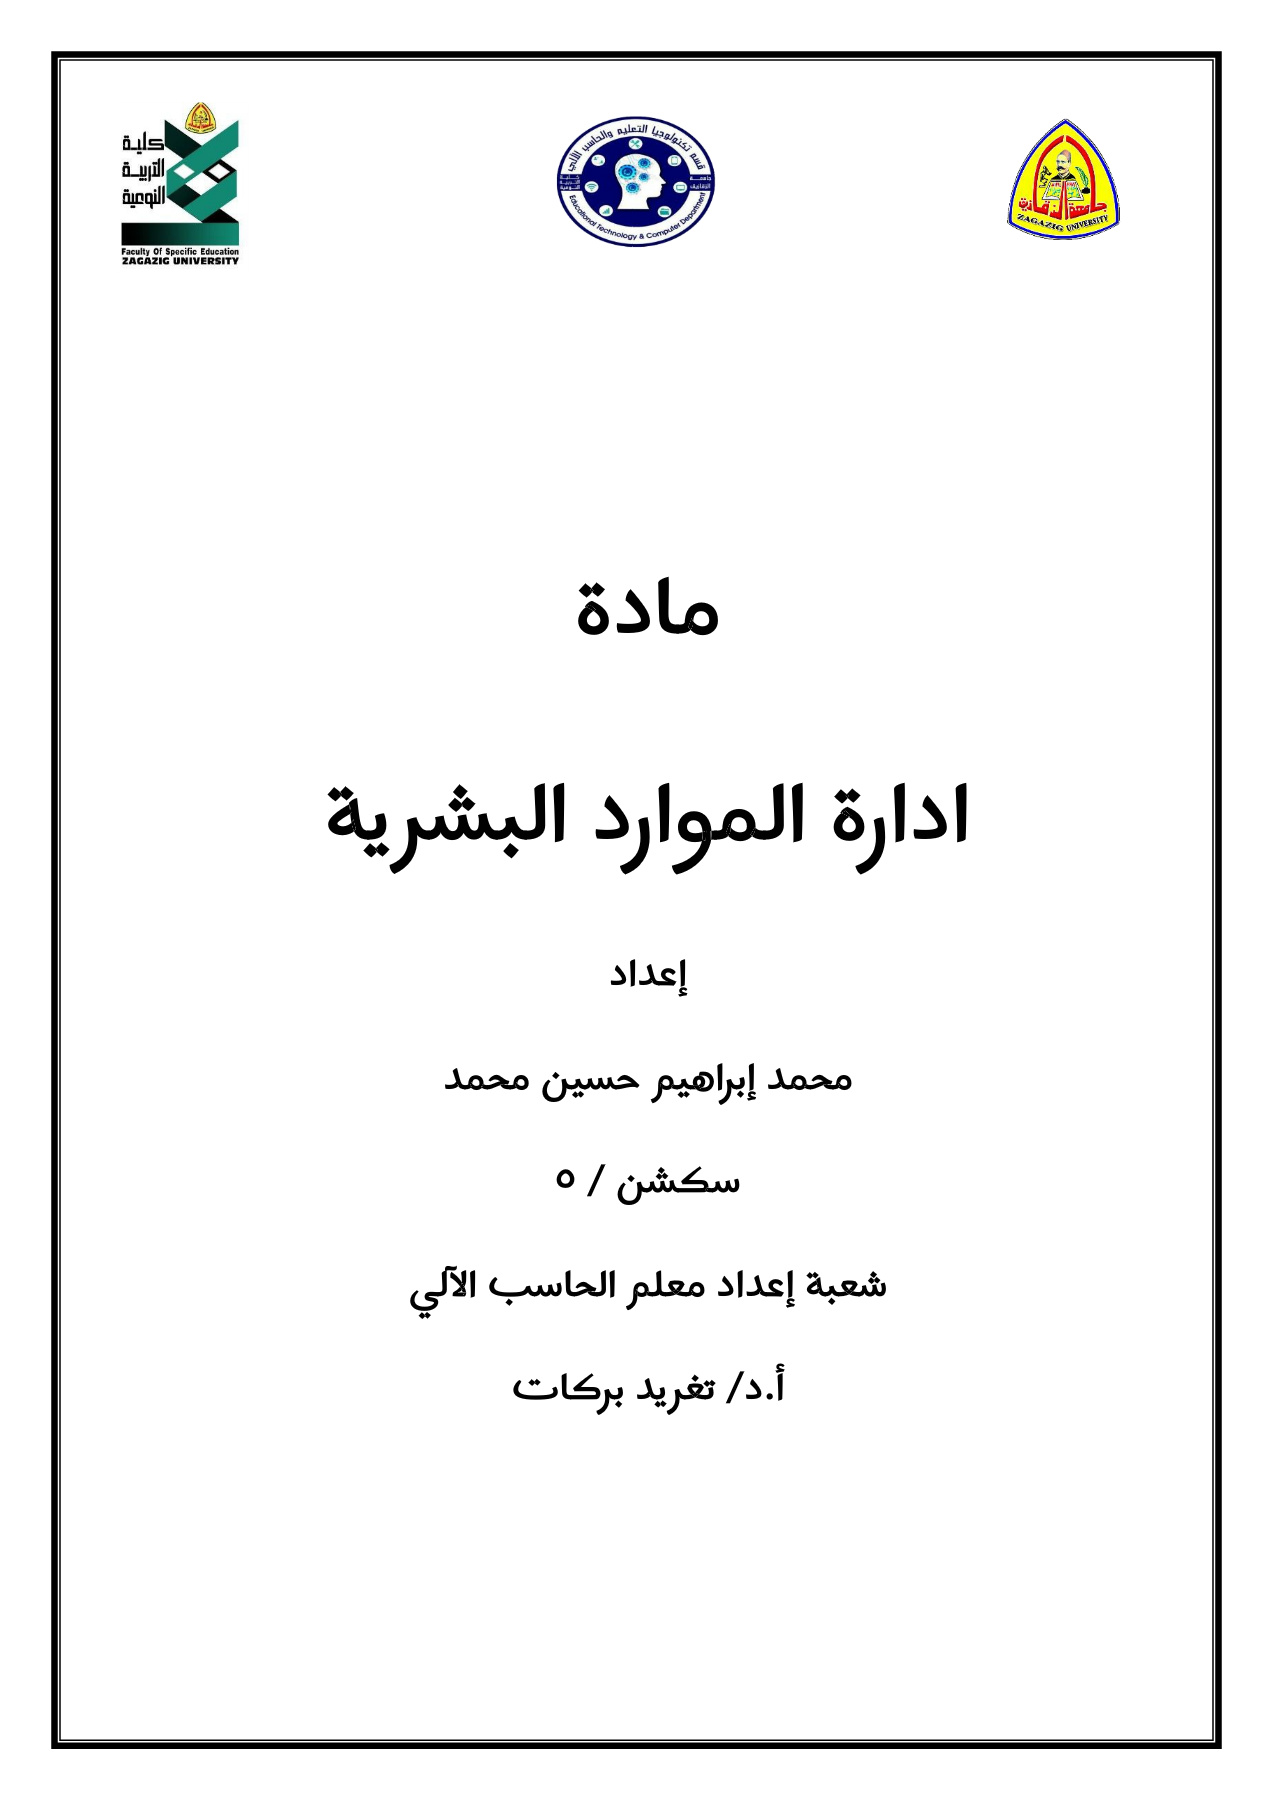 جامعة الزقازيق
ZAGAZIG UNIVERSITY
قسم تكنولوجيا التعليم والحاسب الآلي
Educational Technology & Computer Department
كلية
التربية
النوعية
Faculty Of Specific Education
ZAGAZIG UNIVERSITY
مادة
ادارة الموارد البشرية
إعداد
محمد إبراهيم حسين محمد
سكشن / ٥
شعبة إعداد معلم الحاسب الآلي
أ.د/ تغريد بركات